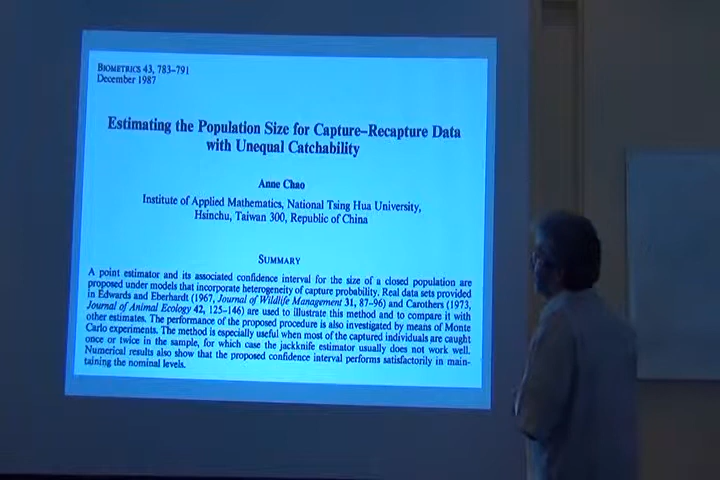 BIOMETRICS 43, 783–791
December 1987
Estimating the Population Size for Capture–Recapture Data
with Unequal Catchability
Anne Chao
Institute of Applied Mathematics, National Tsing Hua University,
Hsinchu, Taiwan 300, Republic of China
SUMMARY
A point estimator and its associated confidence interval for the size of a closed population are
proposed under models that incorporate heterogeneity of capture probability. Real data sets provided
in Edwards and Eberhardt (1967, Journal of Wildlife Management 31, 87–96) and Carothers (1973,
Journal of Animal Ecology 42, 125–146) are used to illustrate this method and to compare it with
other estimates. The performance of the proposed procedure is also investigated by means of Monte
Carlo experiments. The method is especially useful when most of the captured individuals are caught
once or twice in the sample, for which case the jackknife estimator usually does not work well.
Numerical results also show that the proposed confidence interval performs satisfactorily in main-
taining the nominal levels.